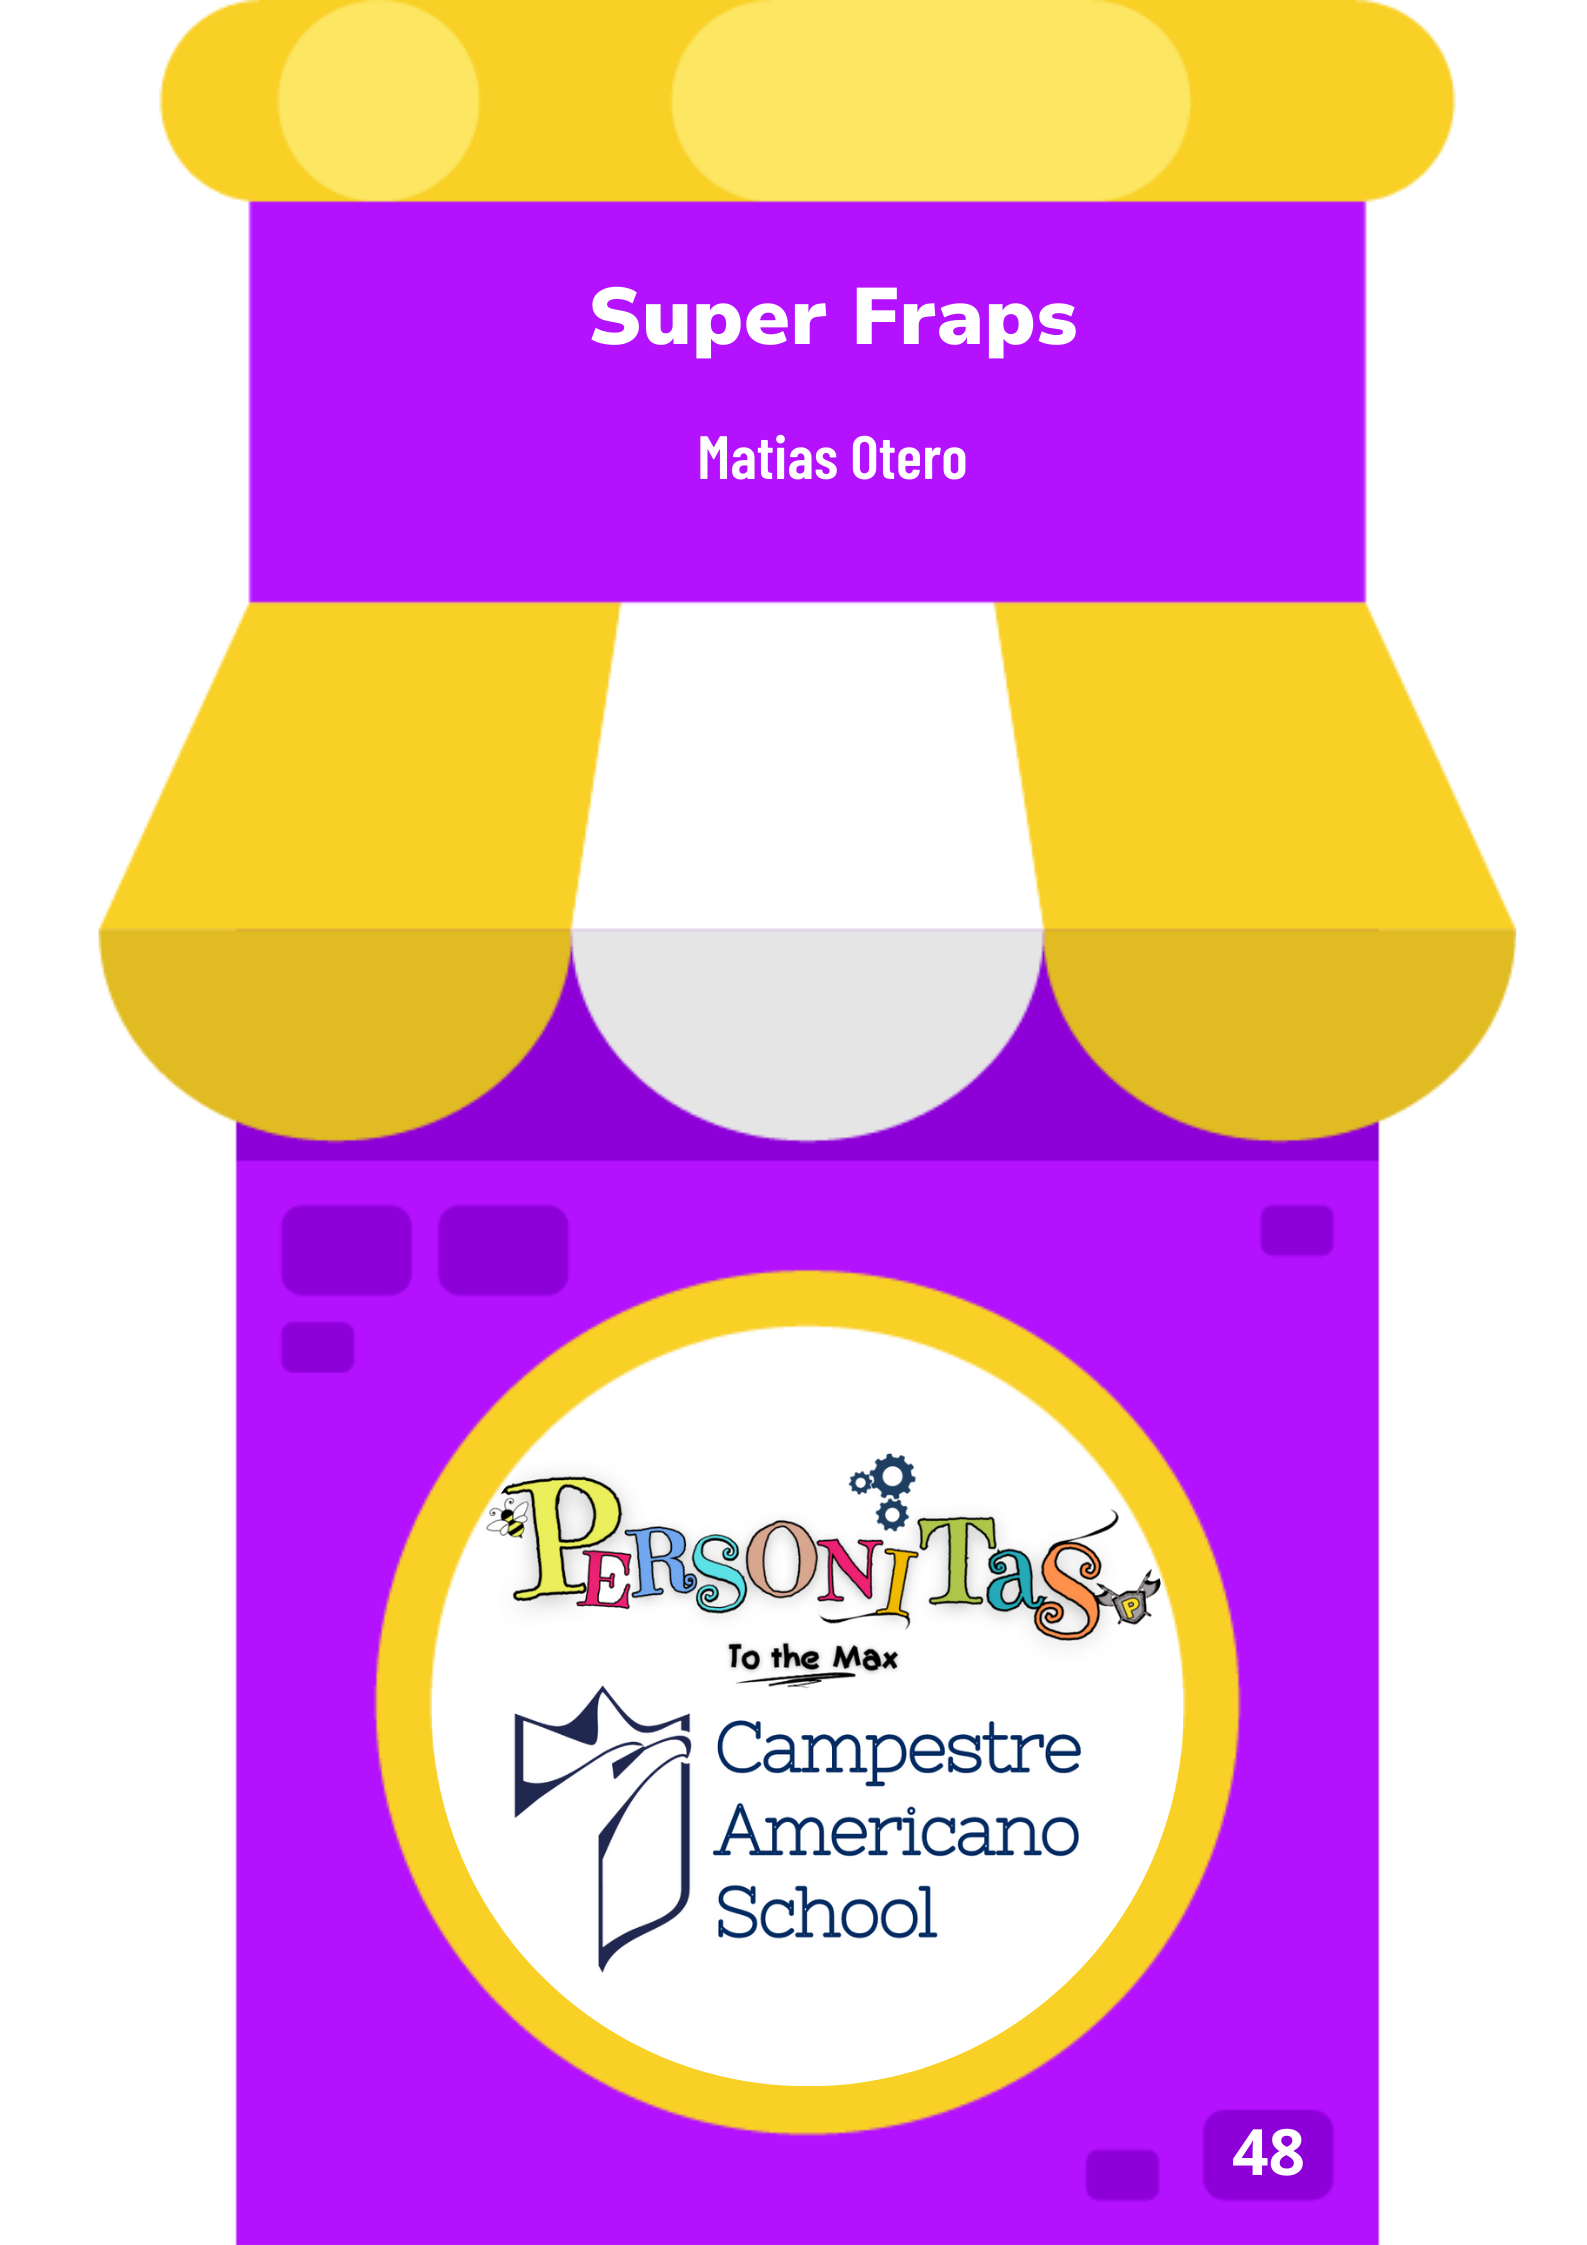 Super Fraps
Matias Otero
PERSONITaS
To the Max
Campestre
Americano
School
P
48